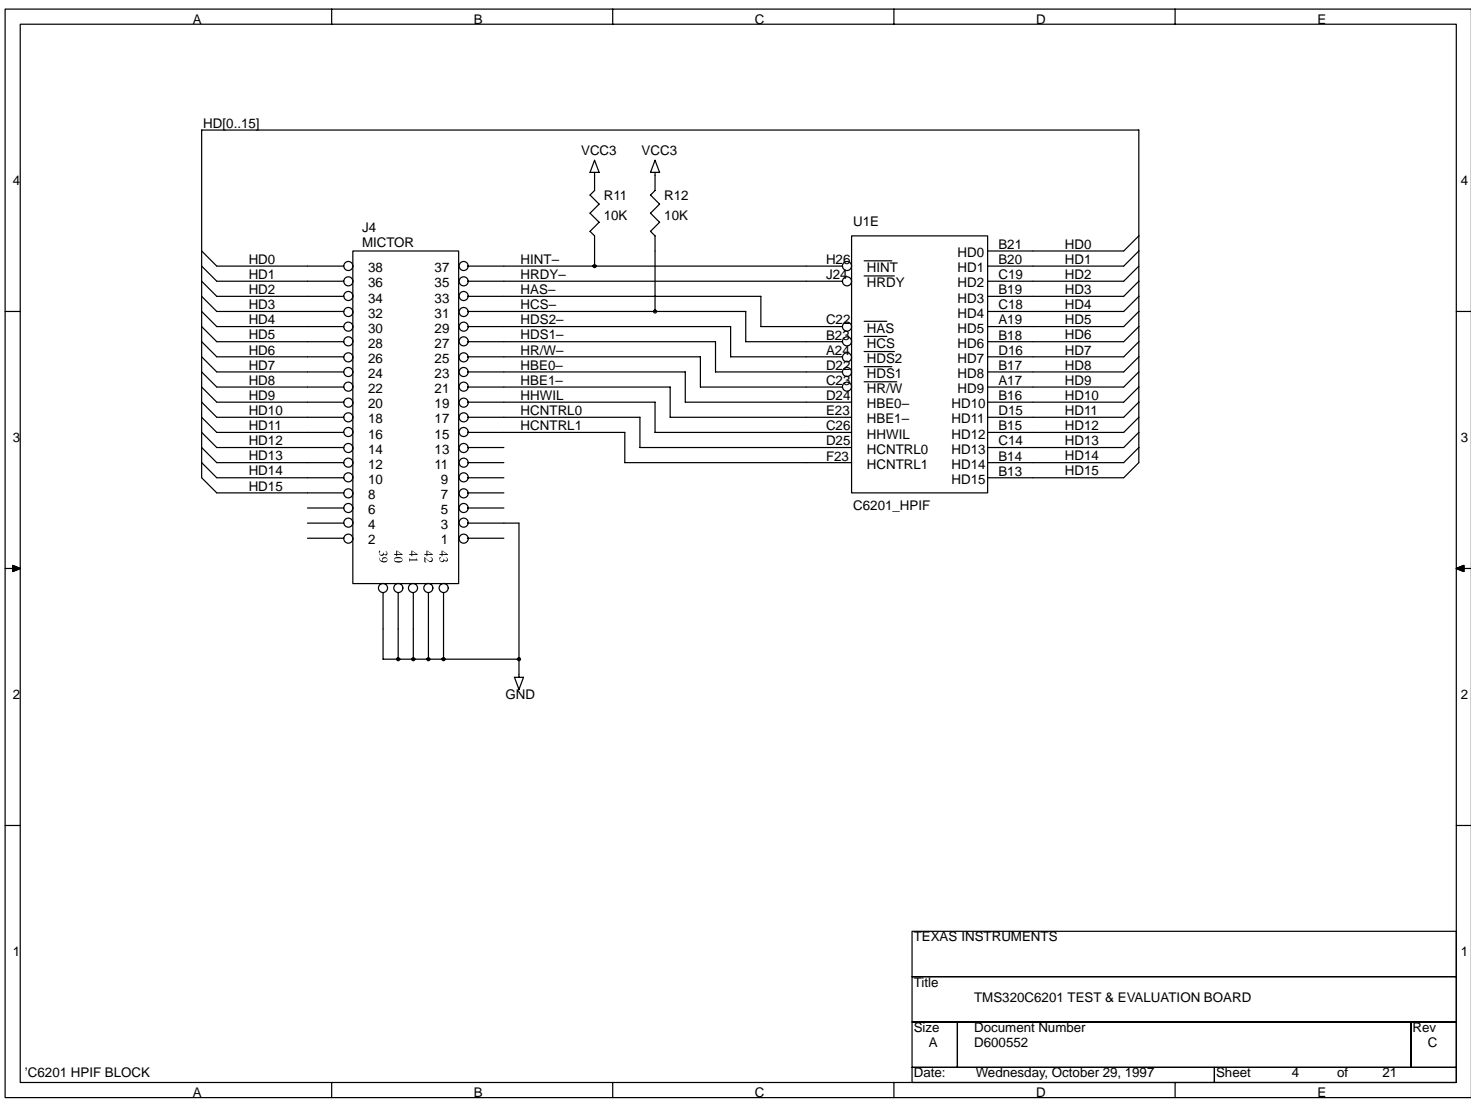 A B C D E
HD[0..15]
VCC3 VCC3
4 4
R11 R12
10K 10K
J4
MICTOR
U1E
HD0 38 37 HINT– H26 HINT HD0 B21 HD0
HD1 36 35 HRDY– J24 HRDY HD1 B20 HD1
HD2 34 33 HAS– HD2 C19 HD2
HD3 32 31 HCS– HD3 B19 HD3
HD4 30 29 HDS2– C22 HAS HD4 C18 HD4
HD5 28 27 HDS1– B23 HCS HD5 A19 HD5
HD6 26 25 HR/W– A24 HDS2 HD6 B18 HD6
HD7 24 23 HBE0– D22 HDS1 HD7 D16 HD7
HD8 22 21 HBE1– C23 HR/W HD8 B17 HD8
HD9 20 19 HHWIL D24 HBE0– HD9 A17 HD9
HD10 18 17 HCNTRL0 E23 HBE1– HD10 B16 HD10
HD11 16 15 HCNTRL1 C26 HHWIL HD11 D15 HD11
HD12 14 13 D25 HCNTRL0 HD12 B15 HD12
HD13 12 11 F23 HCNTRL1 HD13 C14 HD13
HD14 10 9 HD14 B14 HD14
HD15 8 7 HD15 B13 HD15
3 3
6 5
4 3
2 1
C6201_HPIF
39 40 41 42 43
GND
2 2
1 1
TEXAS INSTRUMENTS
Title
TMS320C6201 TEST & EVALUATION BOARD
Size Document Number Rev
A D600552 C
Date: Wednesday, October 29, 1997 Sheet 4 of 21
'C6201 HPIF BLOCK
A B C D E